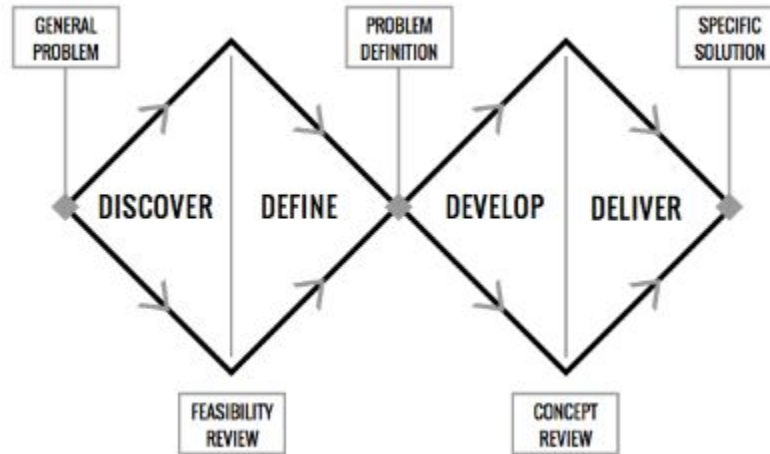 GENERAL
PROBLEM
PROBLEM
DEFINITION
SPECIFIC
SOLUTION
DISCOVER
DEFINE
DEVELOP
DELIVER
FEASIBILITY
REVIEW
CONCEPT
REVIEW